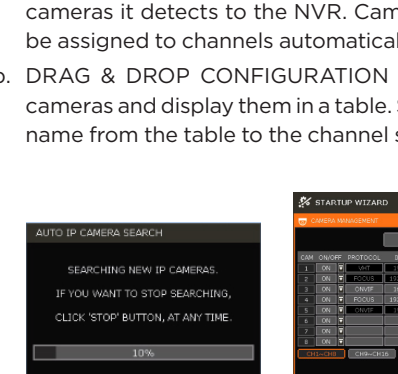 cameras it detects to the NVR. Cam
be assigned to channels automatical
DRAG & DROP CONFIGURATION
cameras and display them in a table.
name from the table to the channel
AUTO IP CAMERA SEARCH
SEARCHING NEW IP CAMERAS.
IF YOU WANT TO STOP SEARCHING,
CLICK 'STOP' BUTTON, AT ANY TIME.
10%
STARTUP WIZARD
CAMERA MANAGEMENT
CAM ON/OFF PROTOCOL
1 ON VMT
2 ON FOCUS
3 ON ONVIF
4 ON FOCUS
5 ON ONVIF
6 ON
7 ON
8 ON
CH1~CH8 CH9~CH16